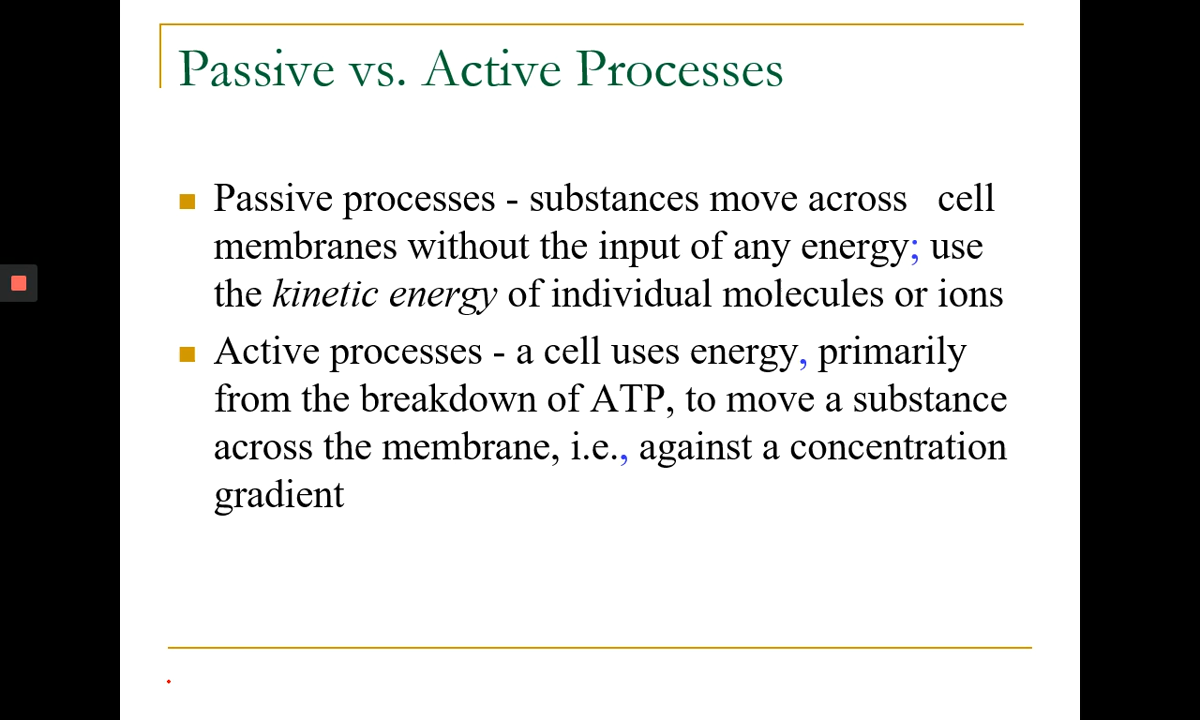 Passive vs. Active Processes
Passive processes - substances move across   cell
membranes without the input of any energy; use
the kinetic energy of individual molecules or ions
Active processes - a cell uses energy, primarily
from the breakdown of ATP, to move a substance
across the membrane, i.e., against a concentration
gradient